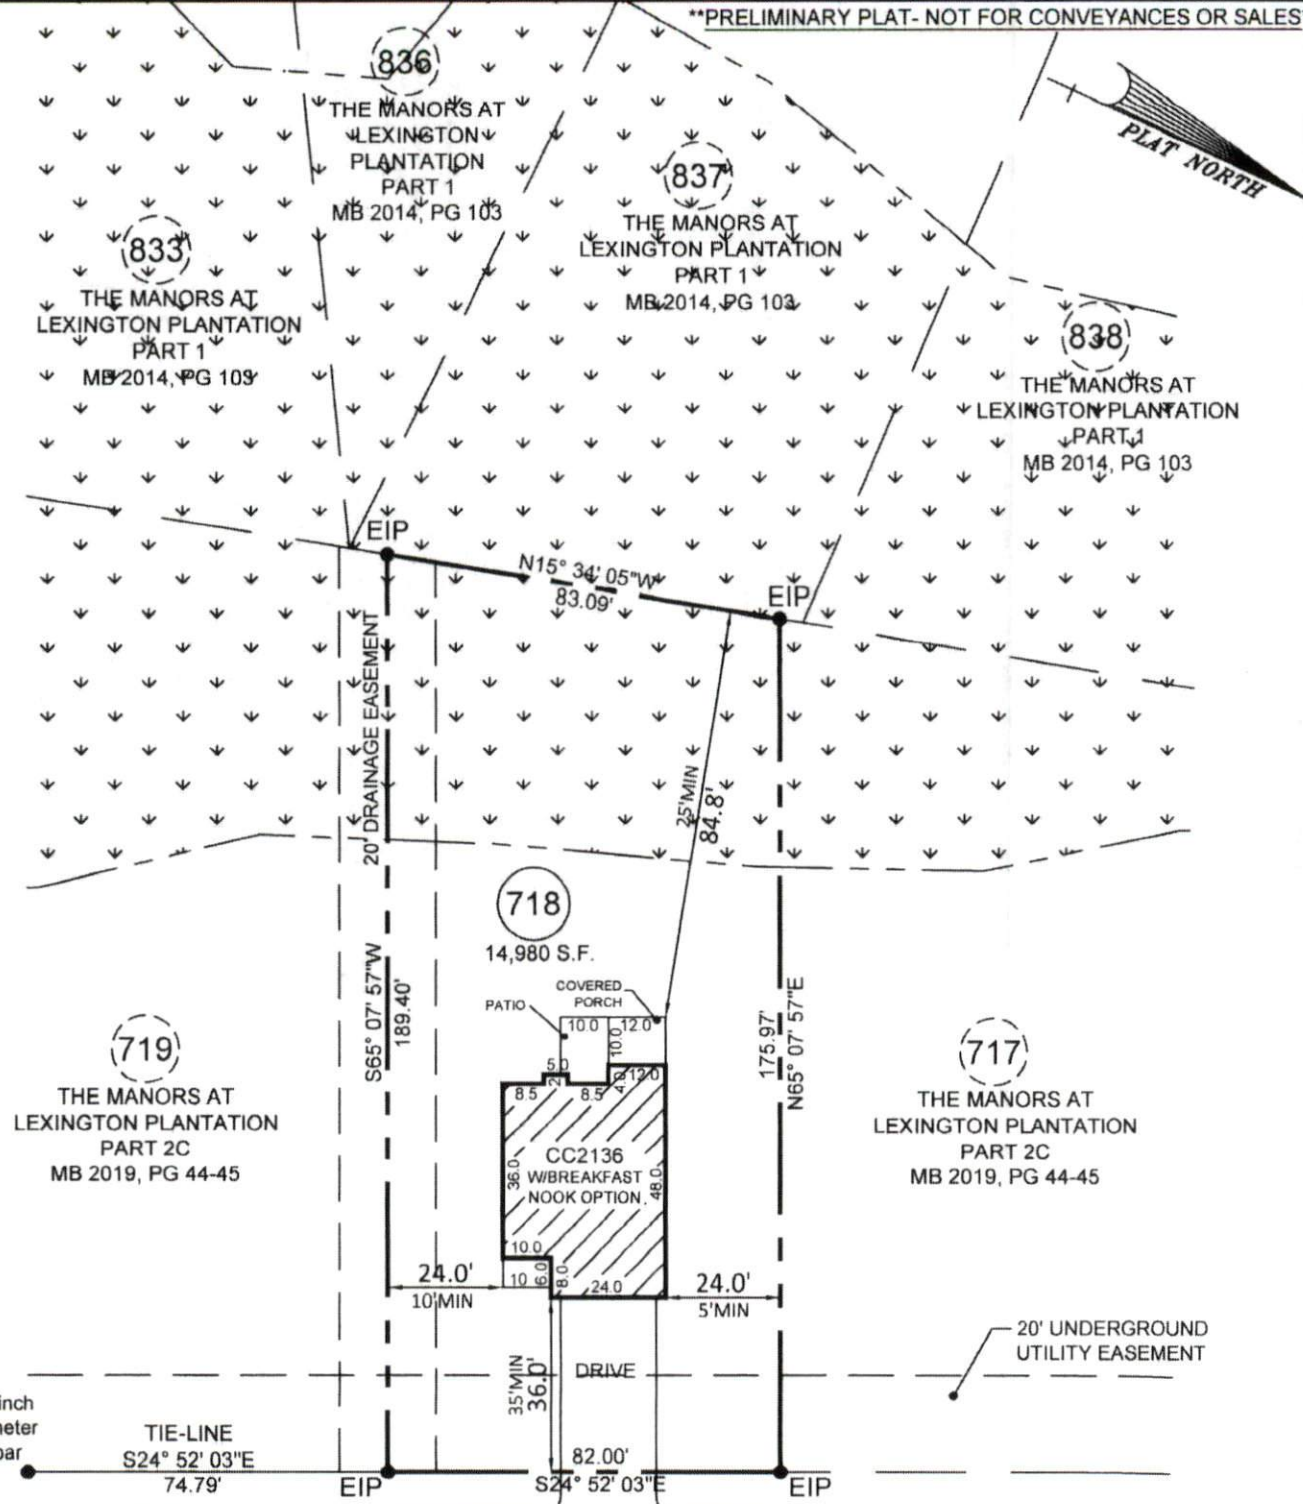 **PRELIMINARY PLAT- NOT FOR CONVEYANCES OR SALES
PLAT NORTH
836
THE MANORS AT
LEXINGTON
PLANTATION
PART 1
MB 2014, PG 103
837
THE MANORS AT
LEXINGTON PLANTATION
PART 1
MB 2014, PG 103
833
THE MANORS AT
LEXINGTON PLANTATION
PART 1
MB 2014, PG 103
838
THE MANORS AT
LEXINGTON PLANTATION
PART 1
MB 2014, PG 103
EIP
N15° 34' 05"W
83.09'
EIP
20' DRAINAGE EASEMENT
25'MIN
84.8'
718
14,980 S.F.
S65° 07' 57"W
189.40'
COVERED
PORCH
PATIO
10.0
12.0
10.0
175.97'
N65° 07' 57"E
719
THE MANORS AT
LEXINGTON PLANTATION
PART 2C
MB 2019, PG 44-45
717
THE MANORS AT
LEXINGTON PLANTATION
PART 2C
MB 2019, PG 44-45
5.0
8.5
8.5
4.0
12.0
CC2136
W/BREAKFAST
NOOK OPTION
36.0
48.0
10.0
10
6.0
8.0
24.0
24.0'
10'MIN
24.0'
5'MIN
20' UNDERGROUND
UTILITY EASEMENT
35'MIN
36.0'
DRIVE
inch
neter
bar
TIE-LINE
S24° 52' 03"E
74.79'
EIP
82.00'
S24° 52' 03"E
EIP